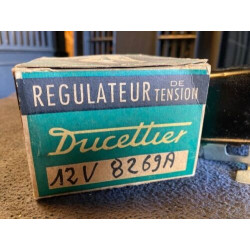 REGULATEUR DE TENSION
Ducellier
12V 8269A